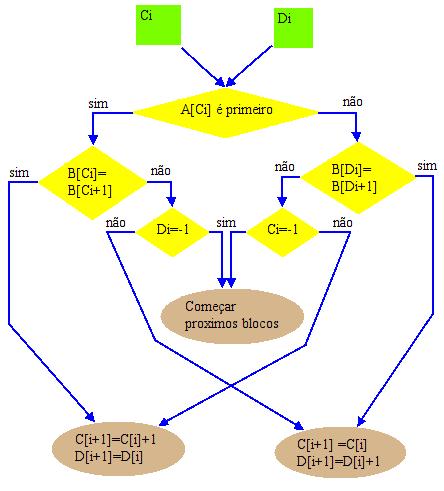 Ci
Di
A[Ci] é primeiro
sim
não
B[Ci]=
B[Ci+1]
B[Di]=
B[Di+1]
sim
não
não
sim
não
Di=-1
sim
Ci=-1
não
Começar
proximos blocos
C[i+1]=C[i]+1
D[i+1]=D[i]
C[i+1] =C[i]
D[i+1]=D[i]+1